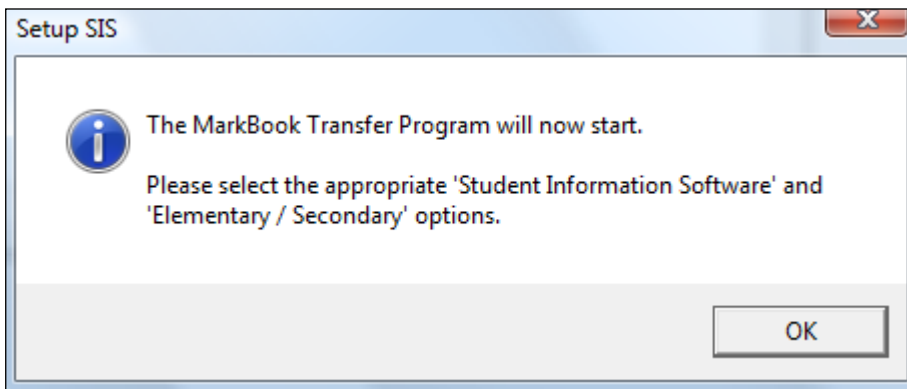 Setup SIS
The MarkBook Transfer Program will now start.
Please select the appropriate 'Student Information Software' and
'Elementary / Secondary' options.
OK